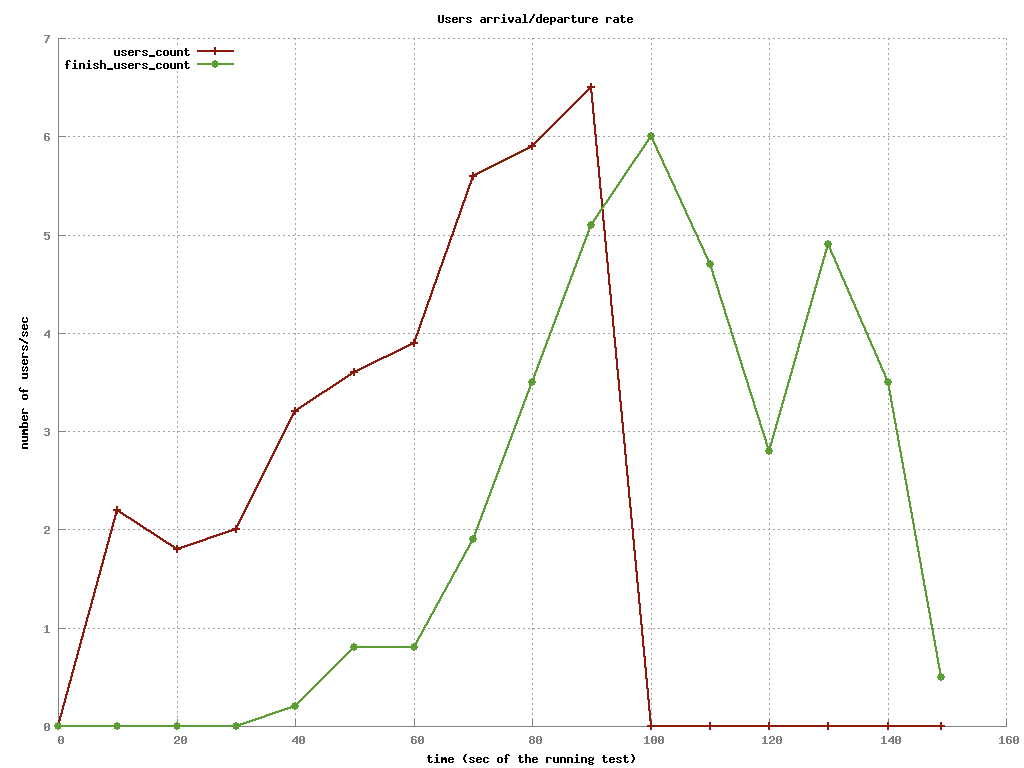 Users arrival/departure rate
users_count
finish_users_count
7
6
5
4
3
2
1
0
number of users/sec
0 20 40 60 80 100 120 140 160
time (sec of the running test)